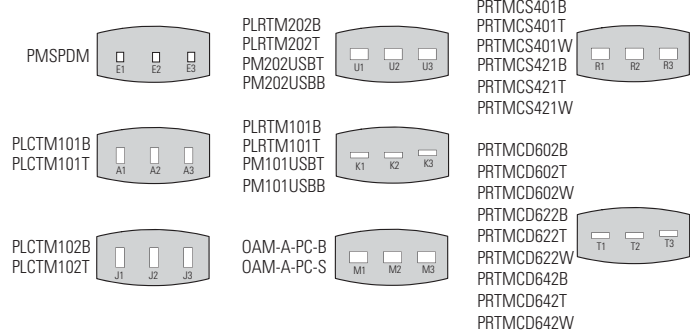 PMSPDM
E1 E2 E3
PLCTM101B
PLCTM101T
A1 A2 A3
PLCTM102B
PLCTM102T
J1 J2 J3
PLRTM202B
PLRTM202T
PM202USBT
PM202USBB
U1 U2 U3
PLRTM101B
PLRTM101T
PM101USBT
PM101USBB
K1 K2 K3
OAM-A-PC-B
OAM-A-PC-S
M1 M2 M3
PRTMCS401B
PRTMCS401T
PRTMCS401W
PRTMCS421B
PRTMCS421T
PRTMCS421W
R1 R2 R3
PRTMCD602B
PRTMCD602T
PRTMCD602W
PRTMCD622B
PRTMCD622T
PRTMCD622W
PRTMCD642B
PRTMCD642T
PRTMCD642W
T1 T2 T3